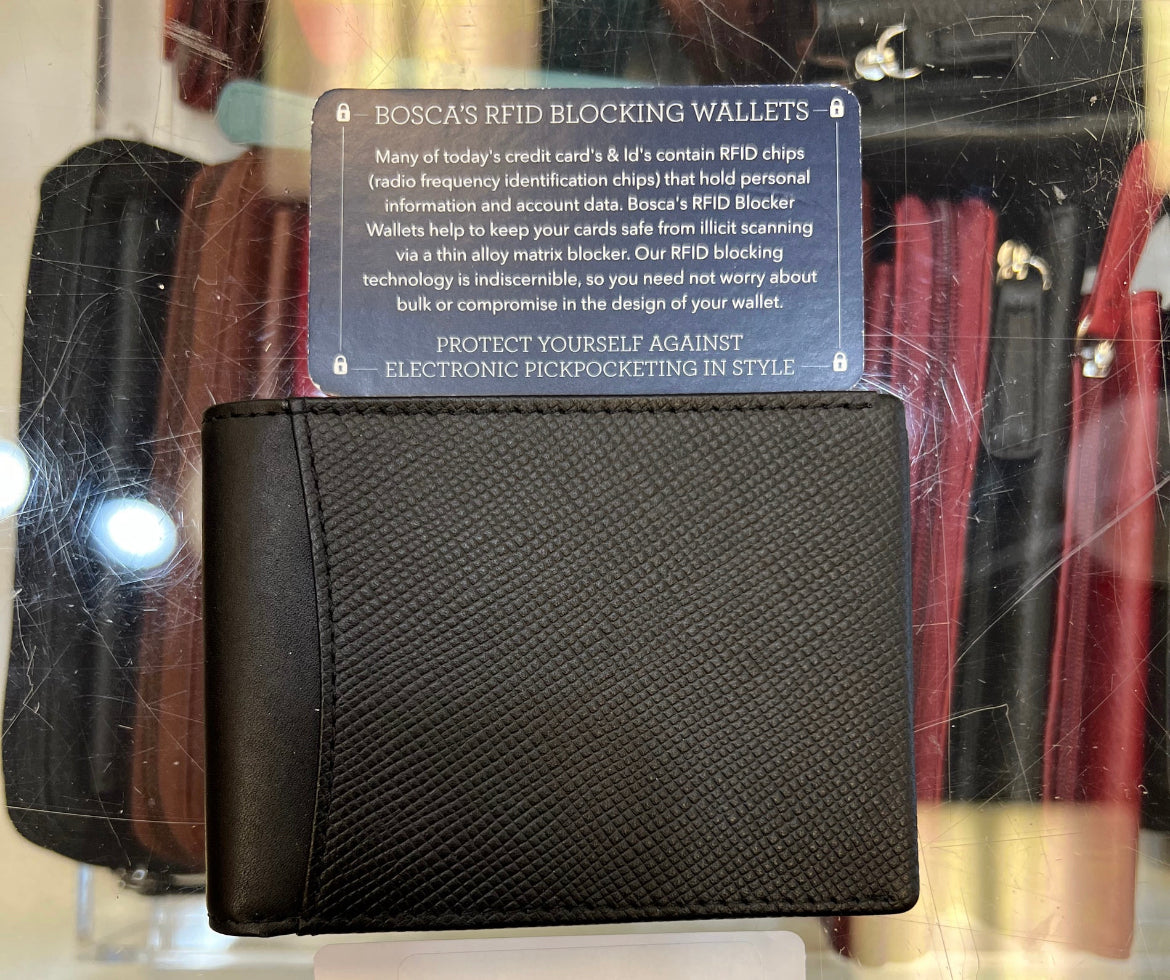 BOSCA'S RFID BLOCKING WALLETS
Many of today's credit card's & Id's contain RFID chips
(radio frequency identification chips) that hold personal
information and account data. Bosca's RFID Blocker
Wallets help to keep your cards safe from illicit scanning
via a thin alloy matrix blocker. Our RFID blocking
technology is indiscernible, so you need not worry about
bulk or compromise in the design of your wallet.
PROTECT YOURSELF AGAINST
ELECTRONIC PICKPOCKETING IN STYLE